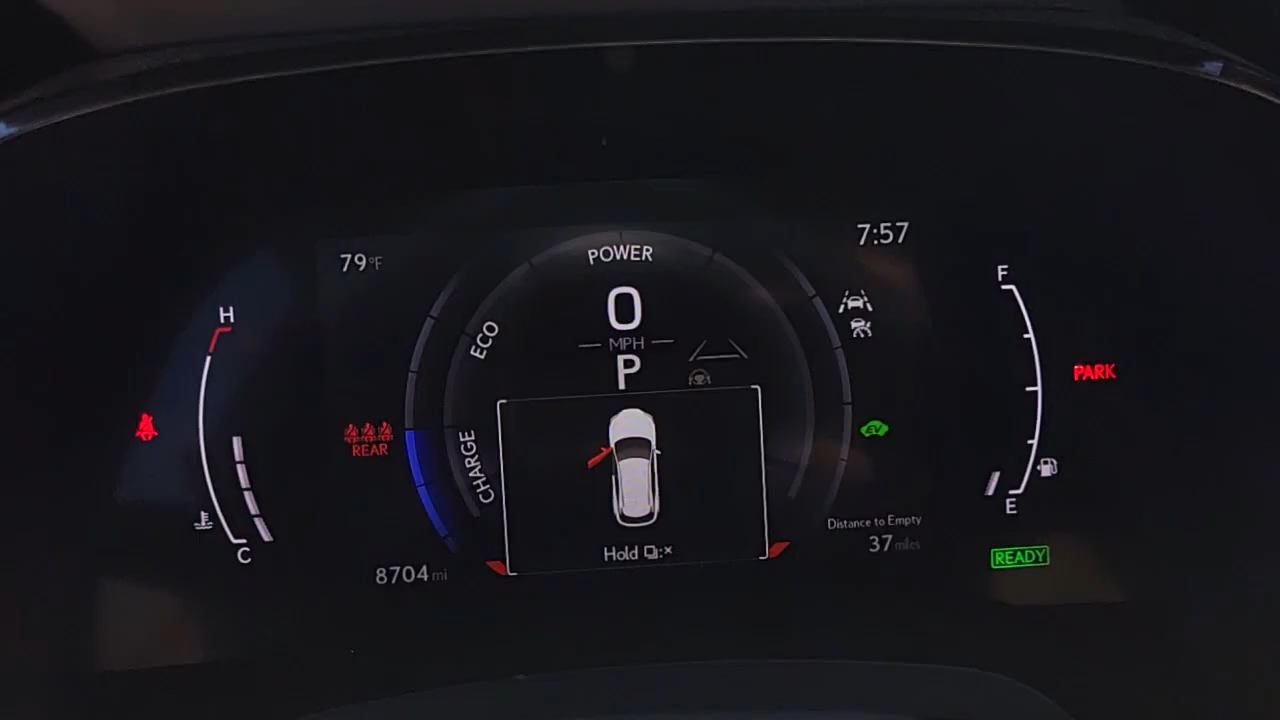 79°F
7:57
POWER
H
F
0
ECO
MPH
P
PARK
REAR
EV
CHARGE
E
Distance to Empty
37 miles
C
Hold :×
READY
8704 mi